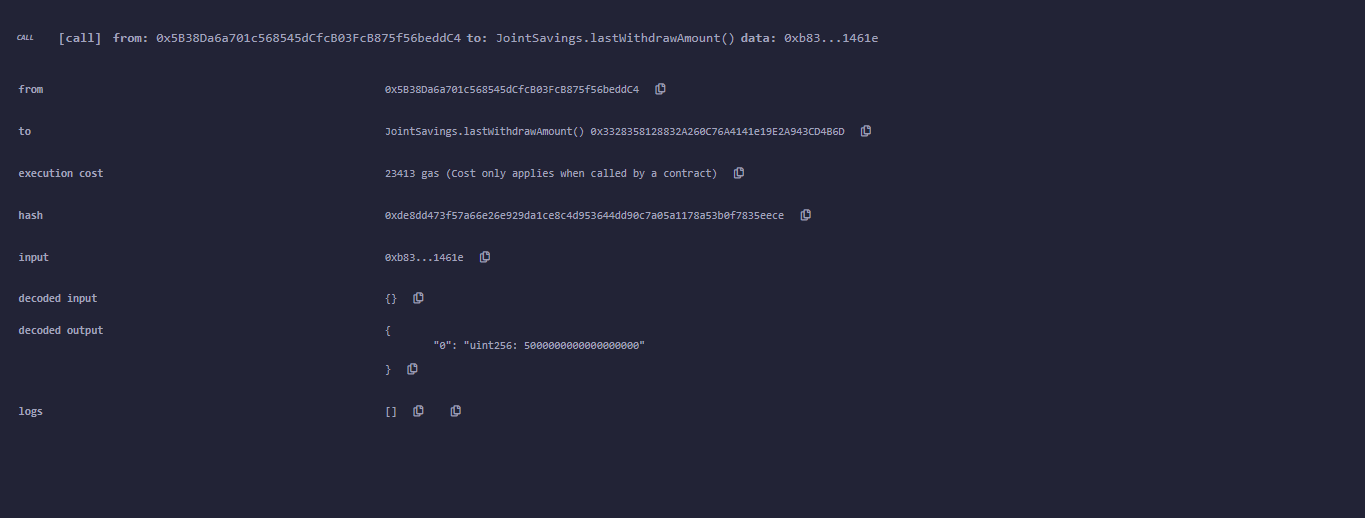 CALL [call] from: 0x5B38Da6a701c568545dCfcB03FcB875f56beddC4 to: JointSavings.lastWithdrawAmount() data: 0xb83...1461e
from 0x5B38Da6a701c568545dCfcB03FcB875f56beddC4
to JointSavings.lastWithdrawAmount() 0x3328358128832A260C76A4141e19E2A943CD4B6D
execution cost 23413 gas (Cost only applies when called by a contract)
hash 0xde8dd473f57a66e26e929da1ce8c4d953644dd90c7a05a1178a53b0f7835eece
input 0xb83...1461e
decoded input {}
decoded output {
"0": "uint256: 5000000000000000000"
}
logs []